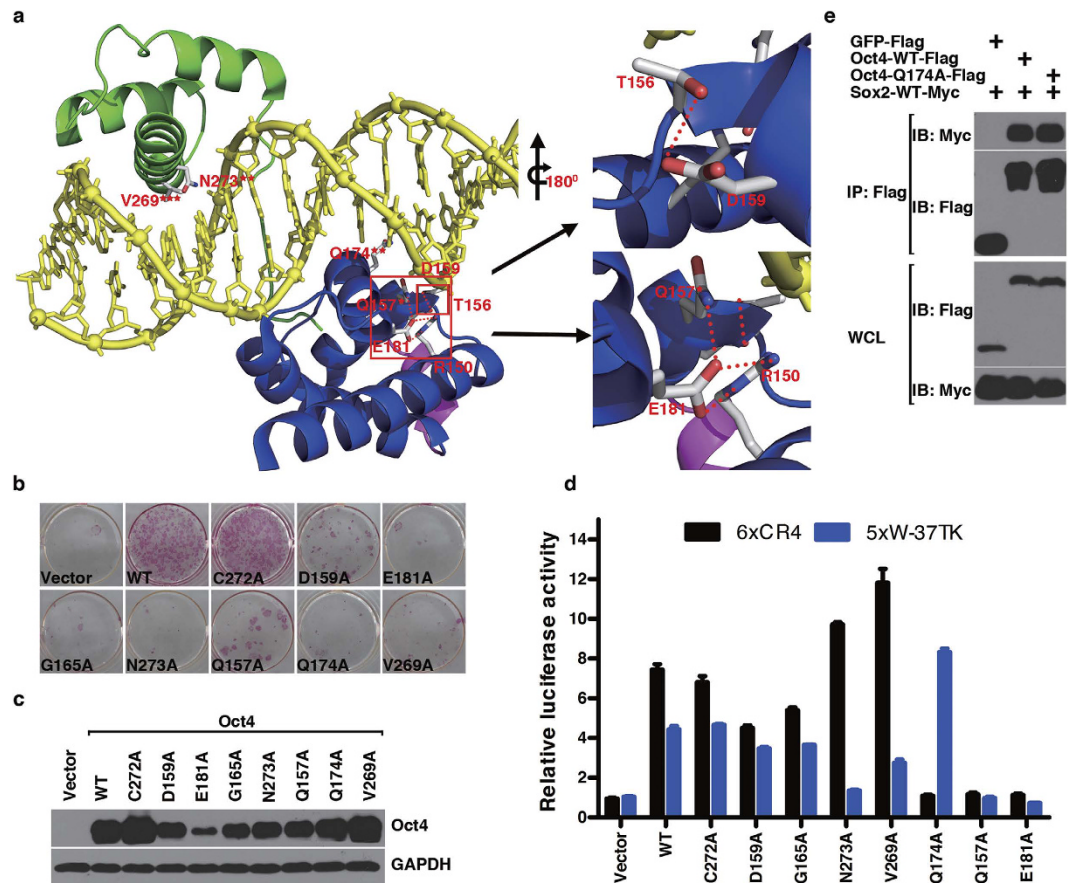 a
N273**
V269***
180⁰
Q174**
D159
Q157*
T156
E181
R150
T156
D159
Q157*
R150
E181
e
GFP-Flag +
Oct4-WT-Flag +
Oct4-Q174A-Flag +
Sox2-WT-Myc + + +
IP: Flag
IB: Myc
IB: Flag
WCL
IB: Flag
IB: Myc
b
Vector WT C272A D159A E181A
G165A N273A Q157A Q174A V269A
c
Oct4
Vector WT C272A D159A E181A G165A N273A Q157A Q174A V269A
Oct4
GAPDH
d
6xCR4 5xW-37TK
Relative luciferase activity
14
12
10
8
6
4
2
0
Vector WT C272A D159A G165A N273A V269A Q174A Q157A E181A